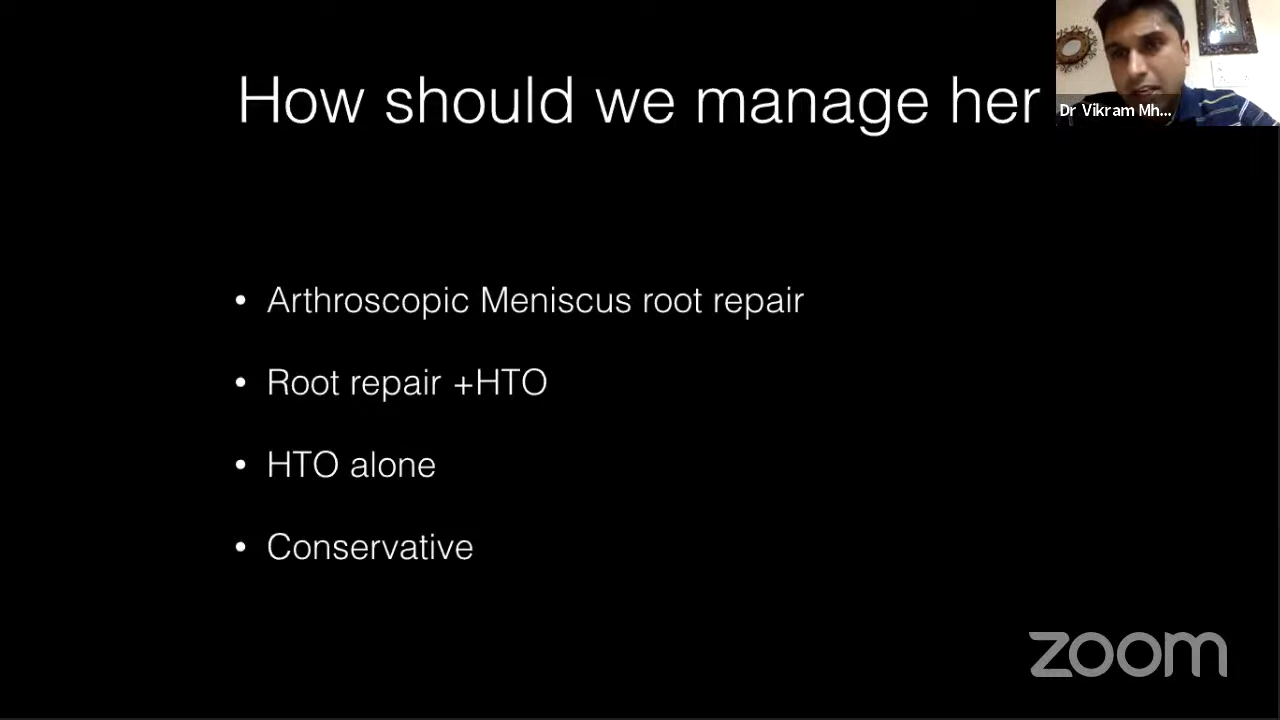 How should we manage her
Dr Vikram Mh...
• Arthroscopic Meniscus root repair
• Root repair +HTO
• HTO alone
• Conservative
zoom